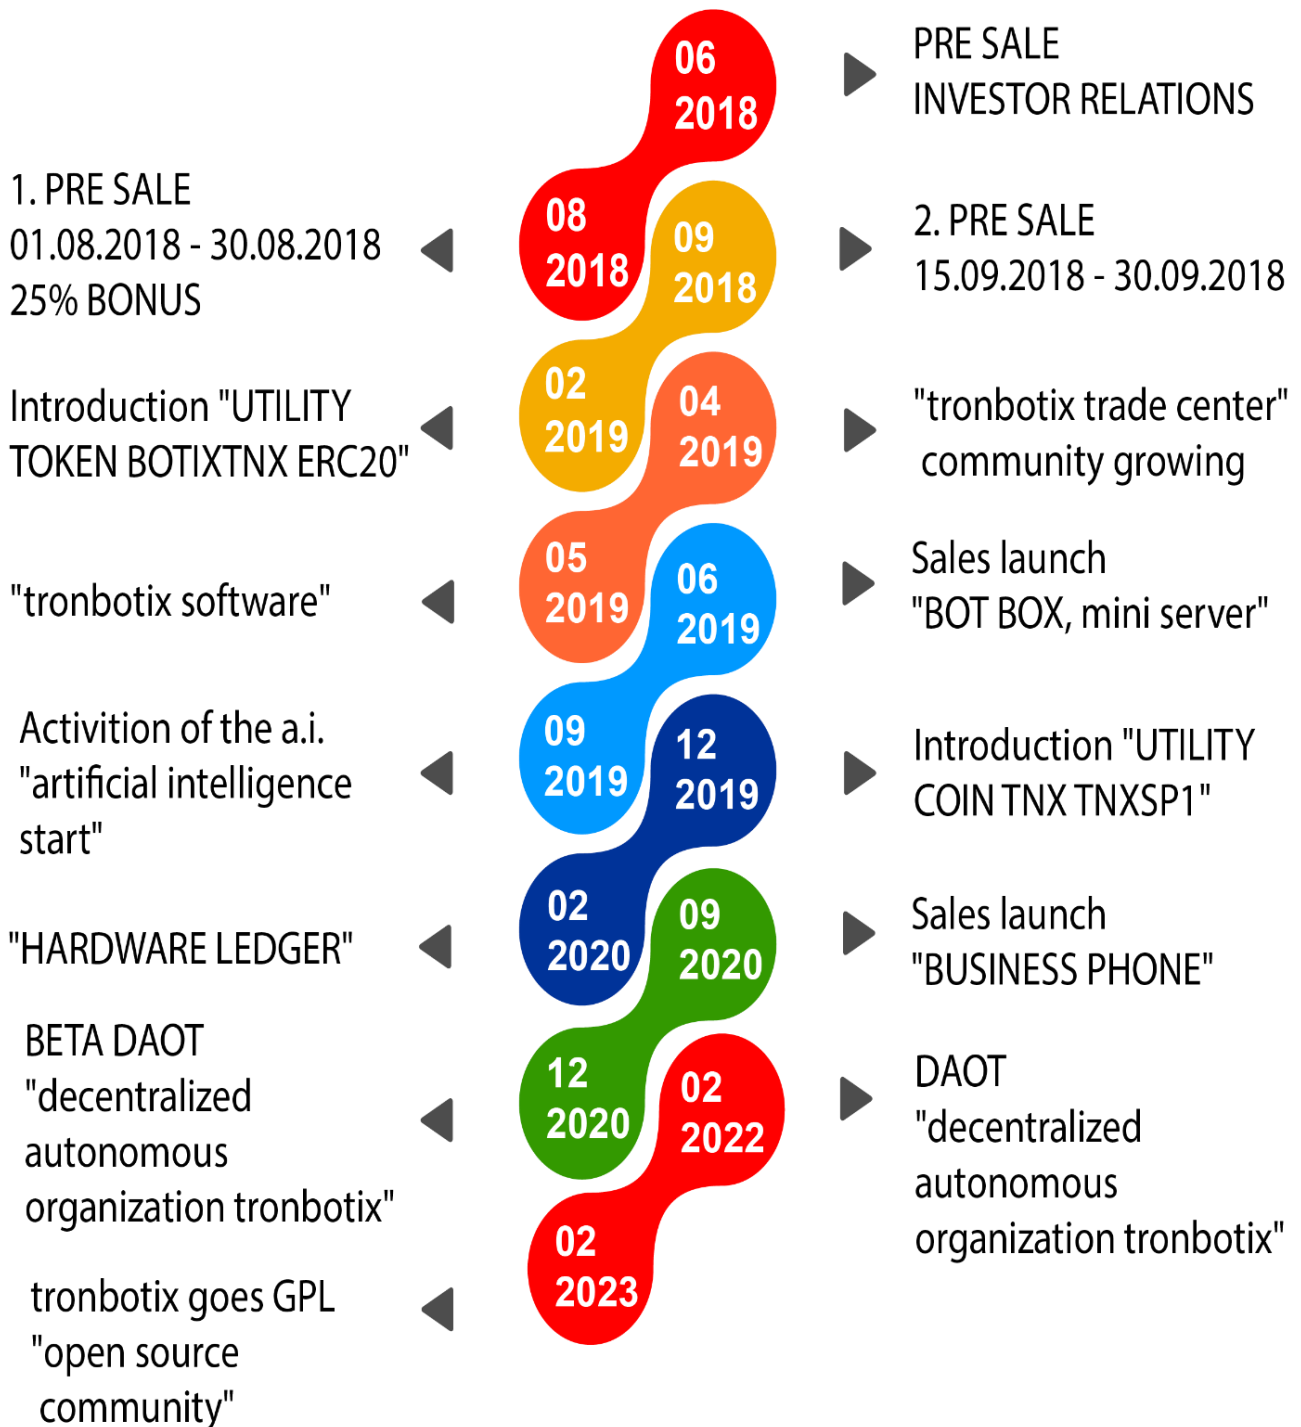 06
2018
PRE SALE
INVESTOR RELATIONS
1. PRE SALE
01.08.2018 - 30.08.2018
25% BONUS
08
2018
09
2018
2. PRE SALE
15.09.2018 - 30.09.2018
Introduction "UTILITY
TOKEN BOTIXTNX ERC20"
02
2019
04
2019
"tronbotix trade center"
community growing
"tronbotix software"
05
2019
06
2019
Sales launch
"BOT BOX, mini server"
Activition of the a.i.
"artificial intelligence
start"
09
2019
12
2019
Introduction "UTILITY
COIN TNX TNXSP1"
"HARDWARE LEDGER"
02
2020
09
2020
Sales launch
"BUSINESS PHONE"
BETA DAOT
"decentralized
autonomous
organization tronbotix"
12
2020
02
2022
DAOT
"decentralized
autonomous
organization tronbotix"
02
2023
tronbotix goes GPL
"open source
community"